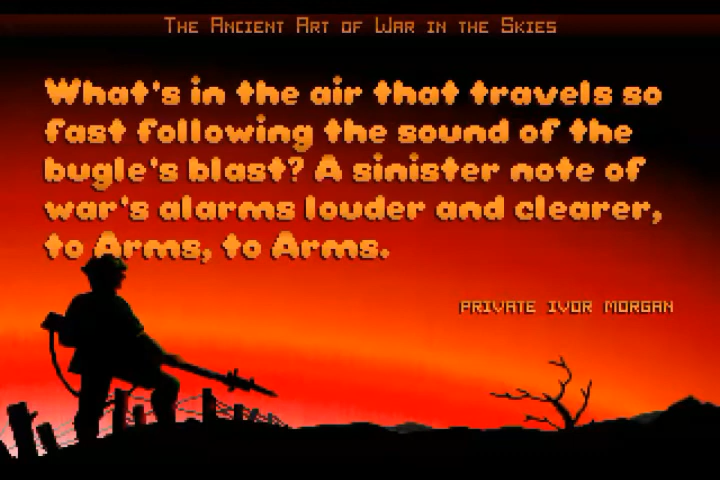 The Ancient Art of War in the Skies
What's in the air that travels so
fast following the sound of the
bugle's blast? A sinister note of
war's alarms louder and clearer,
to Arms, to Arms.
PRIVATE IVOR MORGAN